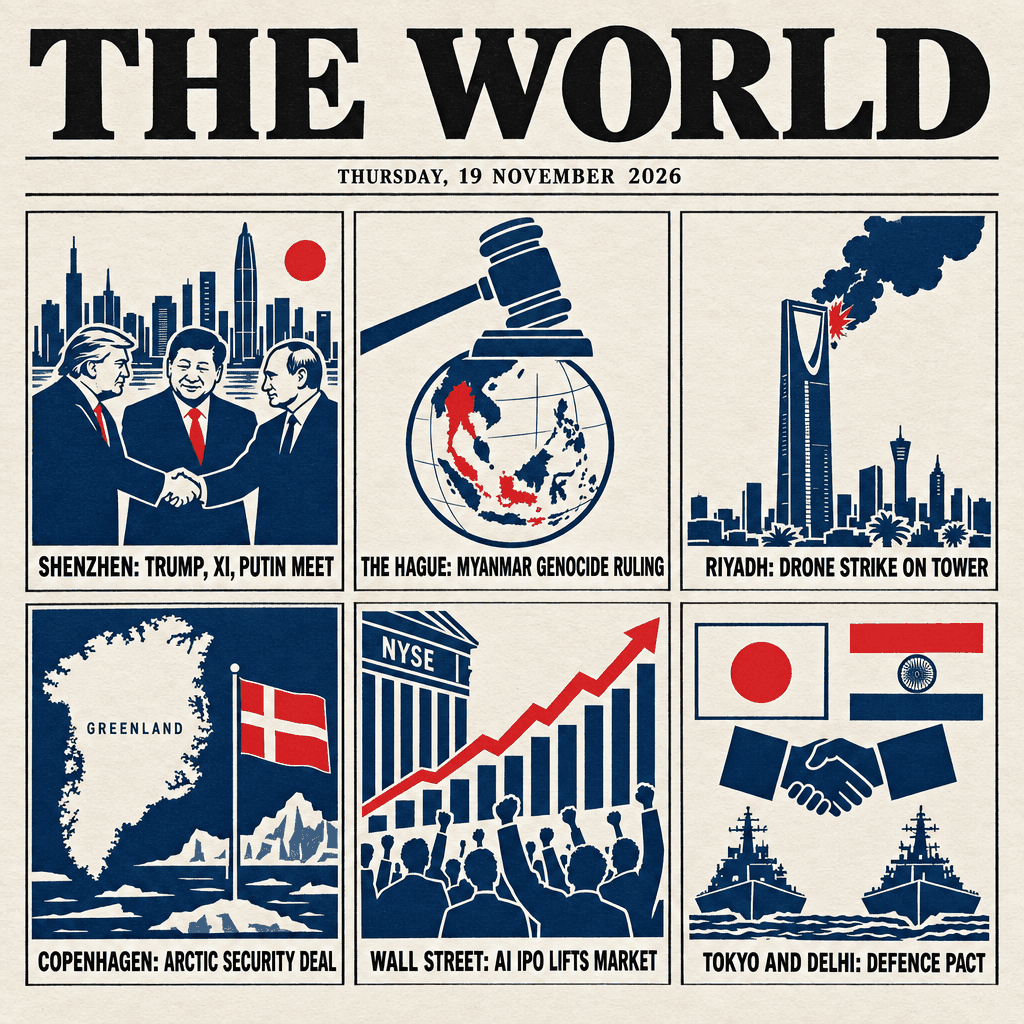 THE WORLD
THURSDAY, 19 NOVEMBER 2026
SHENZHEN: TRUMP, XI, PUTIN MEET
THE HAGUE: MYANMAR GENOCIDE RULING
RIYADH: DRONE STRIKE ON TOWER
GREENLAND
COPENHAGEN: ARCTIC SECURITY DEAL
NYSE
WALL STREET: AI IPO LIFTS MARKET
TOKYO AND DELHI: DEFENCE PACT